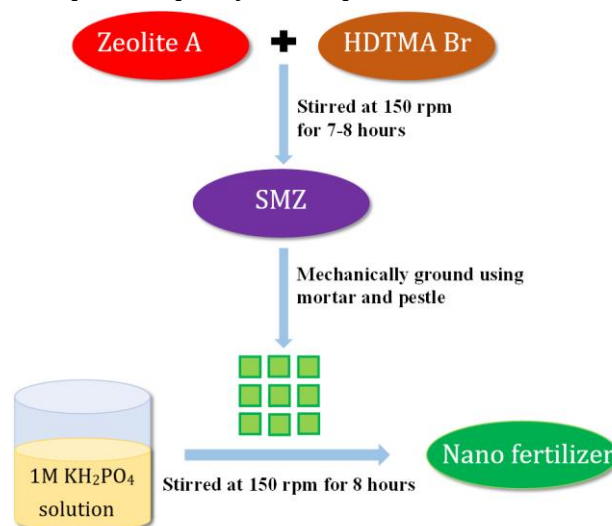 Zeolite A
HDTMA Br
Stirred at 150 rpm
for 7-8 hours
SMZ
Mechanically ground using
mortar and pestle
1M KH₂PO₄
solution
Stirred at 150 rpm for 8 hours
Nano fertilizer